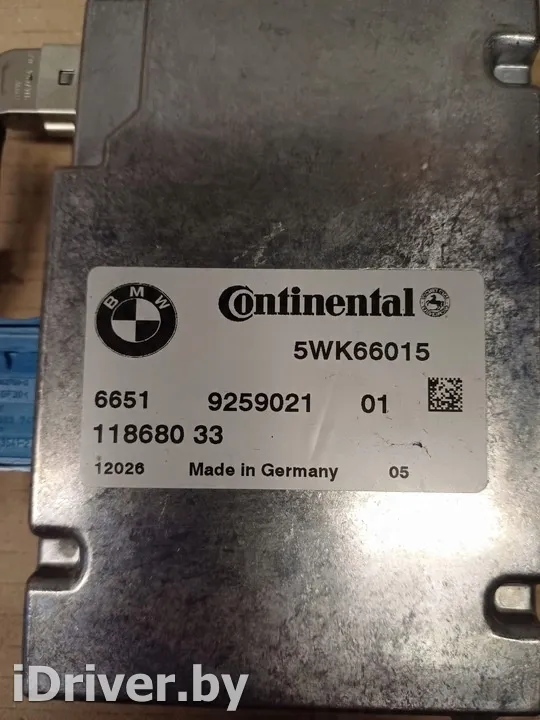 BMW
Continental
5WK66015
6651 9259021 01
118680 33
12026 Made in Germany 05
iDriver.by